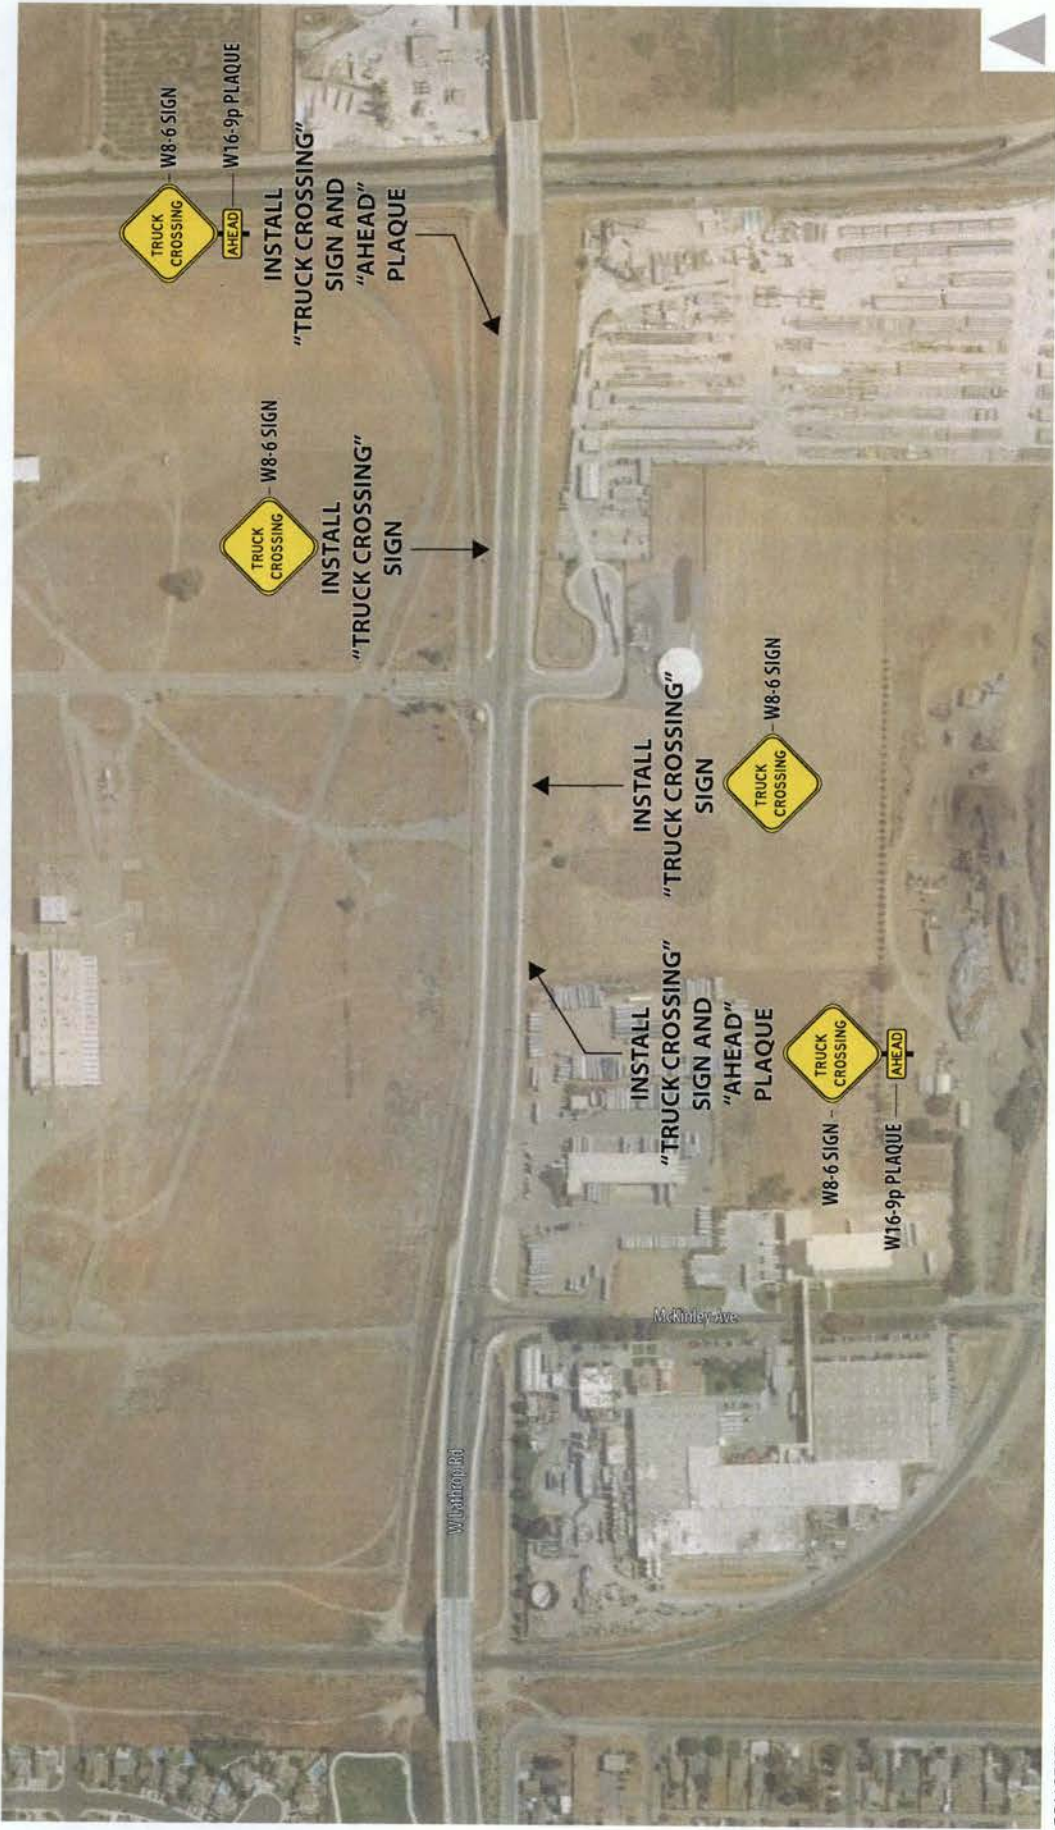 TRUCK
CROSSING
W8-6 SIGN
AHEAD
W16-9p PLAQUE
INSTALL
"TRUCK CROSSING"
SIGN AND
"AHEAD"
PLAQUE
TRUCK
CROSSING
W8-6 SIGN
INSTALL
"TRUCK CROSSING"
SIGN
W Lathrop Rd
McKinley Ave
INSTALL
"TRUCK CROSSING"
SIGN AND
"AHEAD"
PLAQUE
W8-6 SIGN
TRUCK
CROSSING
W16-9p PLAQUE
AHEAD
INSTALL
"TRUCK CROSSING"
SIGN
TRUCK
CROSSING
W8-6 SIGN